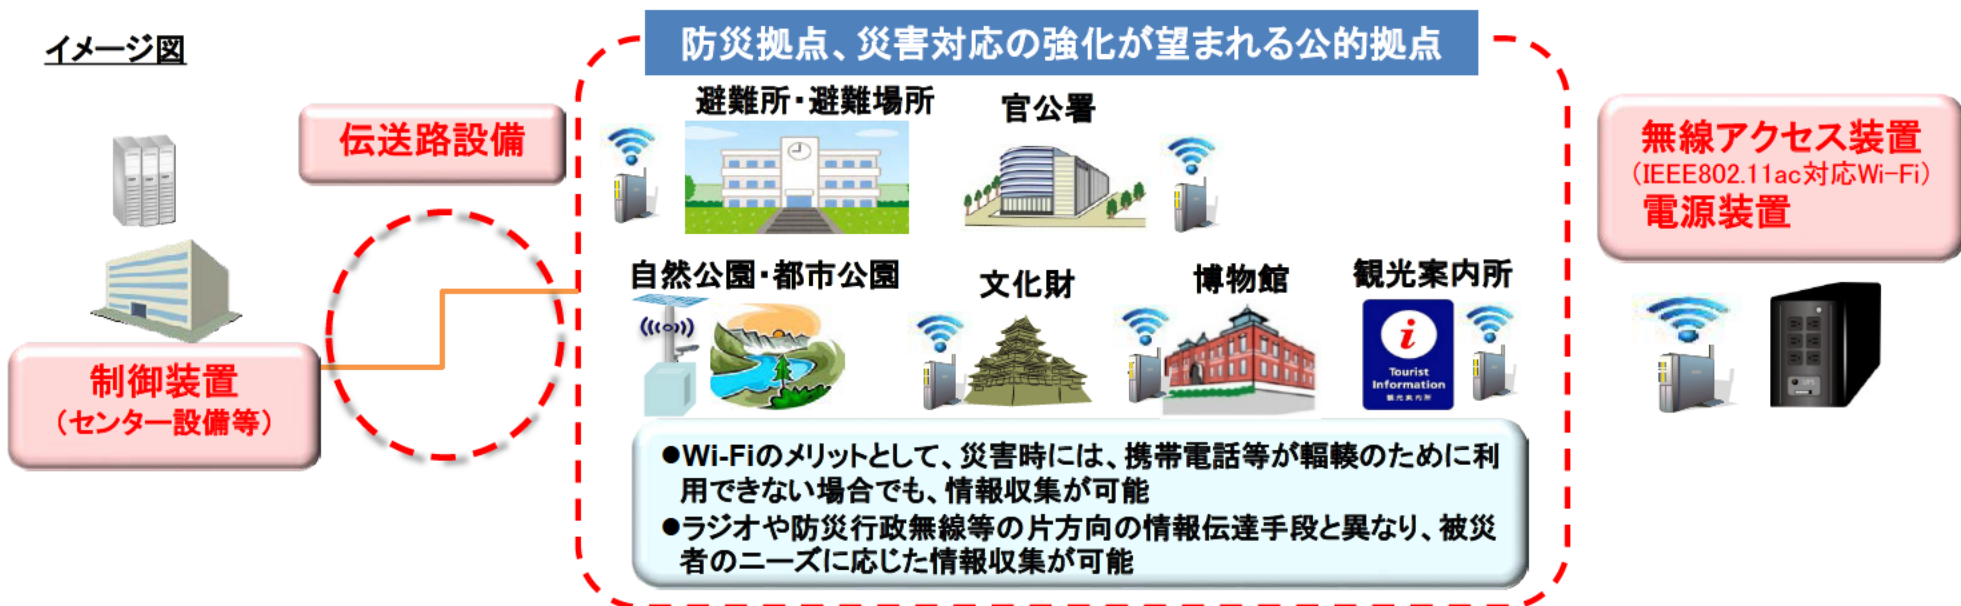 イメージ図
防災拠点、災害対応の強化が望まれる公的拠点
伝送路設備
避難所・避難場所
官公署
無線アクセス装置
(IEEE802.11ac対応Wi-Fi)
電源装置
自然公園・都市公園
文化財
博物館
観光案内所
i
Tourist
Information
観光案内所
制御装置
(センター設備等)
UPS
●Wi-Fiのメリットとして、災害時には、携帯電話等が輻輳のために利
用できない場合でも、情報収集が可能
●ラジオや防災行政無線等の片方向の情報伝達手段と異なり、被災
者のニーズに応じた情報収集が可能